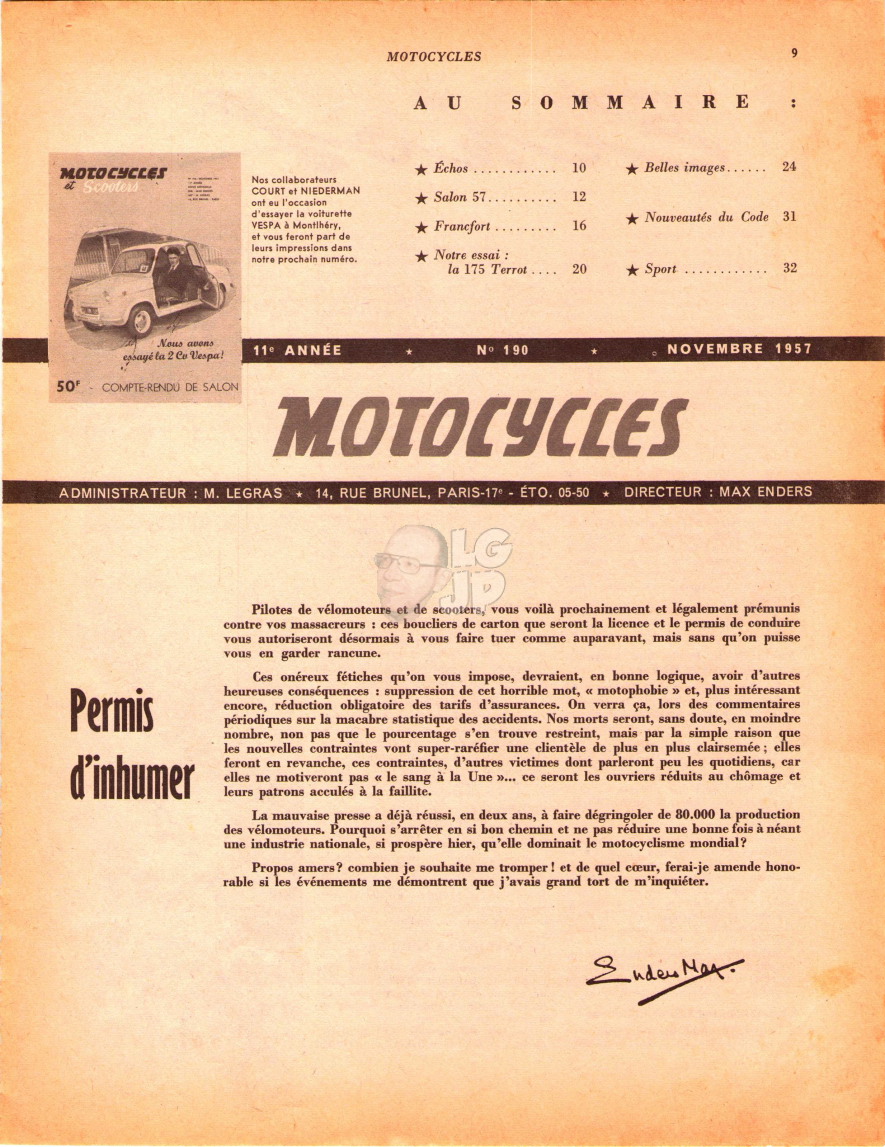 MOTOCYCLES
9
AU SOMMAIRE :
MOTOCYCLES
et Scooters
Nous avons
essayé la 2 Cv Vespa!
50F - COMPTE-RENDU DE SALON
Nos collaborateurs
COURT et NIEDERMAN
ont eu l'occasion
d'essayer la voiturette
VESPA à Montlhéry,
et vous feront part de
leurs impressions dans
notre prochain numéro.
★ Échos ............ 10
★ Salon 57.......... 12
★ Francfort ......... 16
★ Notre essai :
la 175 Terrot .... 20
★ Belles images...... 24
★ Nouveautés du Code 31
★ Sport ............ 32
11e ANNÉE ★ No 190 ★ NOVEMBRE 1957
MOTOCYCLES
ADMINISTRATEUR : M. LEGRAS ★ 14, RUE BRUNEL, PARIS-17e - ÉTO. 05-50 ★ DIRECTEUR : MAX ENDERS
LG
JP
Permis
d'inhumer
Pilotes de vélomoteurs et de scooters, vous voilà prochainement et légalement prémunis
contre vos massacreurs : ces boucliers de carton que seront la licence et le permis de conduire
vous autoriseront désormais à vous faire tuer comme auparavant, mais sans qu'on puisse
vous en garder rancune.
Ces onéreux fétiches qu'on vous impose, devraient, en bonne logique, avoir d'autres
heureuses conséquences : suppression de cet horrible mot, « motophobie » et, plus intéressant
encore, réduction obligatoire des tarifs d'assurances. On verra ça, lors des commentaires
périodiques sur la macabre statistique des accidents. Nos morts seront, sans doute, en moindre
nombre, non pas que le pourcentage s'en trouve restreint, mais par la simple raison que
les nouvelles contraintes vont super-raréfier une clientèle de plus en plus clairsemée ; elles
feront en revanche, ces contraintes, d'autres victimes dont parleront peu les quotidiens, car
elles ne motiveront pas « le sang à la Une »... ce seront les ouvriers réduits au chômage et
leurs patrons acculés à la faillite.
La mauvaise presse a déjà réussi, en deux ans, à faire dégringoler de 80.000 la production
des vélomoteurs. Pourquoi s'arrêter en si bon chemin et ne pas réduire une bonne fois à néant
une industrie nationale, si prospère hier, qu'elle dominait le motocyclisme mondial?
Propos amers? combien je souhaite me tromper ! et de quel cœur, ferai-je amende hono-
rable si les événements me démontrent que j'avais grand tort de m'inquiéter.
Enders Max.